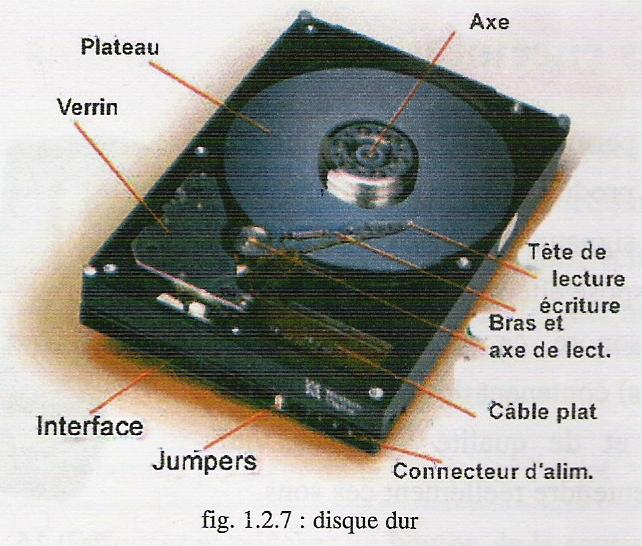 Axe
Plateau
Verrin
Tête de
lecture
écriture
Bras et
axe de lect.
Câble plat
Interface
Jumpers
Connecteur d'alim.
fig. 1.2.7 : disque dur